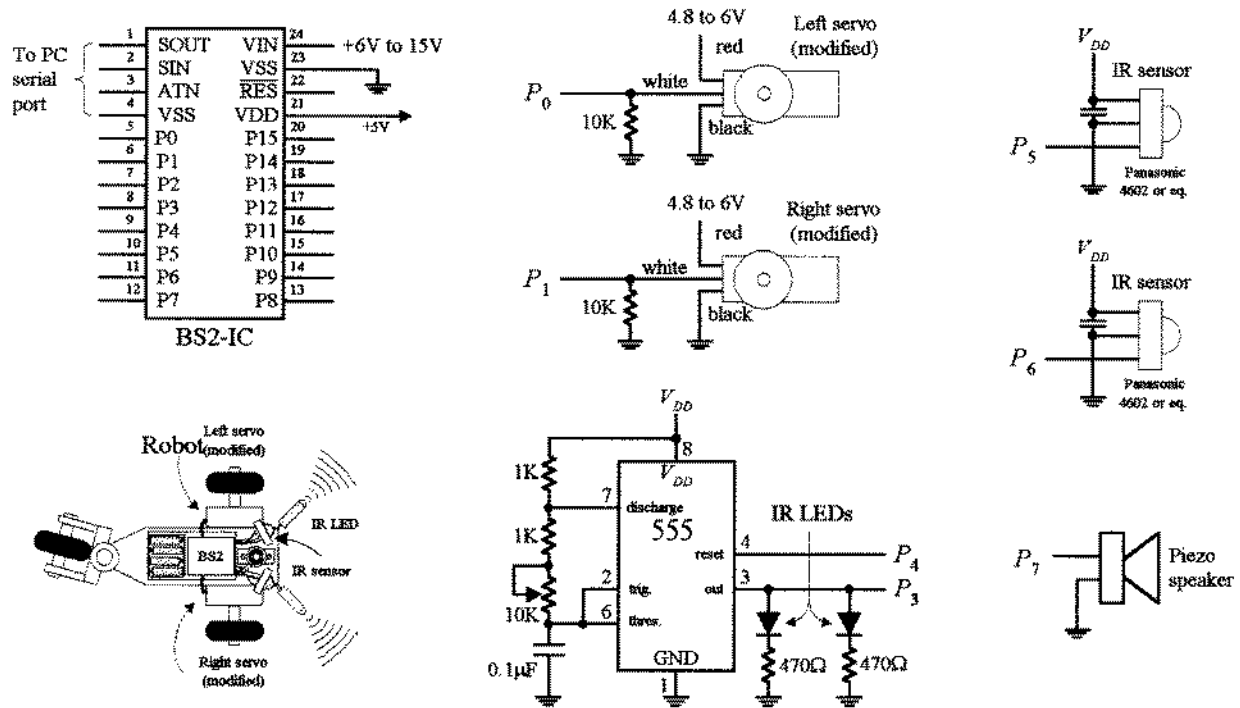 To PC
serial
port
1 SOUT VIN 24 +6V to 15V
2 SIN VSS 23
3 ATN RES 22
4 VSS VDD 21 +5V
5 P0 P15 20
6 P1 P14 19
7 P2 P13 18
8 P3 P12 17
9 P4 P11 16
10 P5 P10 15
11 P6 P9 14
12 P7 P8 13
BS2-IC
4.8 to 6V
Left servo
(modified)
red
white
P0
10K
black
4.8 to 6V
Right servo
(modified)
red
white
P1
10K
black
VDD
IR sensor
P5
Panasonic
4602 or eq.
VDD
IR sensor
P6
Panasonic
4602 or eq.
Robot
Left servo
(modified)
IR LED
BS2
IR sensor
Right servo
(modified)
VDD
8
VDD
1K
7 discharge
555
IR LEDs
1K
reset 4 P4
2 trig.
out 3 P3
10K
6 thres.
0.1µF
GND
1
470Ω 470Ω
P7
Piezo
speaker